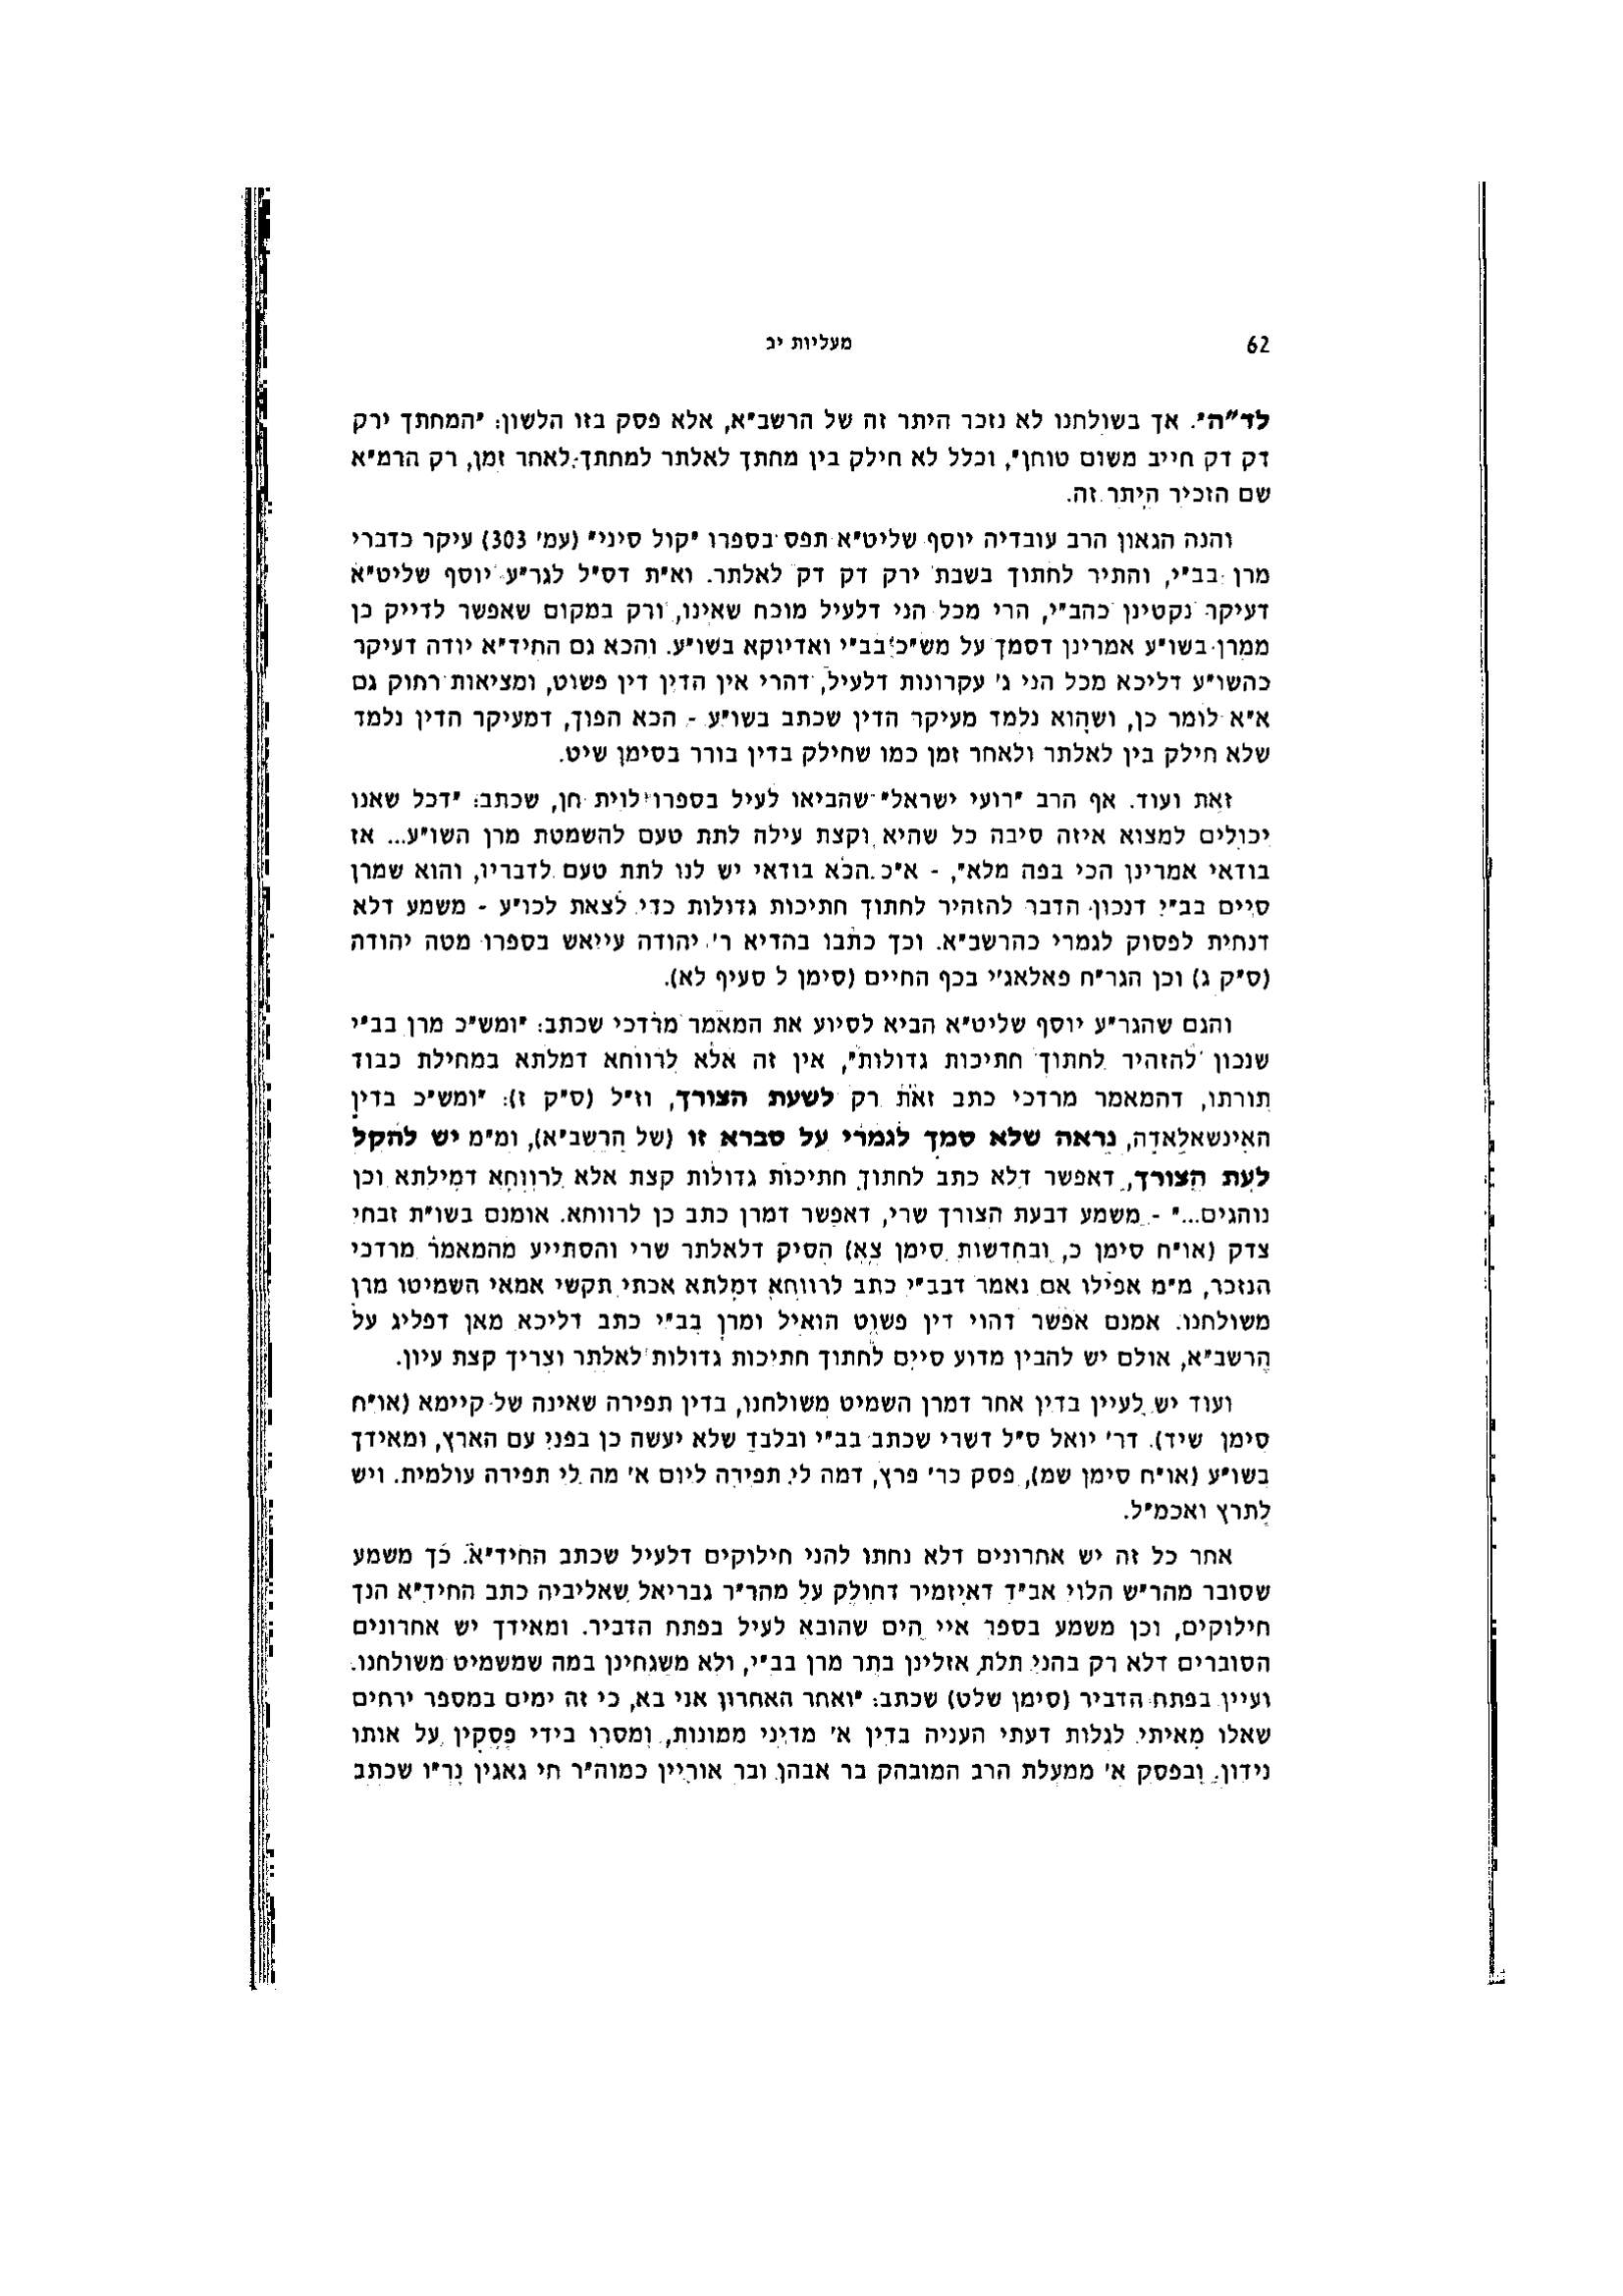 62
מעליות יב
לד"ה". אך בשולחנו לא נזכר היתר זה של הרשב"א, אלא פסק בזו הלשון: "המחתך ירק
דק דק חייב משום טוחן", וכלל לא חילק בין מחתך לאלתר למחתך לאחר זמן, רק הרמ"א
שם הזכיר היתר זה.
והנה הגאון הרב עובדיה יוסף שליט"א תפס בספרו "קול סיני" (עמ' 303) עיקר כדברי
מרן בב"י, והתיר לחתוך בשבת ירק דק דק לאלתר. וא"ת דס"ל לגר"ע יוסף שליט"א
דעיקר נקטינן כהב"י, הרי מכל הני דלעיל מוכח שאינו, ורק במקום שאפשר לדייק כן
ממרן בשו"ע אמרינן דסמך על מש"כ בב"י ואדיוקא בשו"ע. והכא גם החיד"א יודה דעיקר
כהשו"ע דליכא מכל הני ג' עקרונות דלעיל, דהרי אין הדין דין פשוט, ומציאות רחוק גם
א"א לומר כן, ושהוא נלמד מעיקר הדין שכתב בשו"ע - הכא הפוך, דמעיקר הדין נלמד
שלא חילק בין לאלתר ולאחר זמן כמו שחילק בדין בורר בסימן שיט.
זאת ועוד. אף הרב "רועי ישראל" שהביאו לעיל בספרו לוית חן, שכתב: "דכל שאנו
יכולים למצוא איזה סיבה כל שהיא וקצת עילה לתת טעם להשמטת מרן השו"ע... אז
בודאי אמרינן הכי בפה מלא", - א"כ הכא בודאי יש לנו לתת טעם לדבריו, והוא שמרן
סיים בב"י דנכון הדבר להזהיר לחתוך חתיכות גדולות כדי לצאת לכו"ע - משמע דלא
דנחית לפסוק לגמרי כהרשב"א. וכך כתבו בהדיא ר' יהודה עייאש בספרו מטה יהודה
(ס"ק ג) וכן הגר"ח פאלאג'י בכף החיים (סימן ל סעיף לא).
והגם שהגר"ע יוסף שליט"א הביא לסיוע את המאמר מרדכי שכתב: "ומש"כ מרן בב"י
שנכון להזהיר לחתוך חתיכות גדולות", אין זה אלא לרווחא דמלתא במחילת כבוד
תורתו, דהמאמר מרדכי כתב זאת רק לשעת הצורך, וז"ל (ס"ק ז): "ומש"כ בדין
האינשאלאדה, נראה שלא סמך לגמרי על סברא זו (של הרשב"א), ומ"מ יש להקל
לעת הצורך, דאפשר דלא כתב לחתוך חתיכות גדולות קצת אלא לרווחא דמילתא וכן
נוהגים..." - משמע דבעת הצורך שרי, דאפשר דמרן כתב כן לרווחא. אומנם בשו"ת זבחי
צדק (או"ח סימן כ, ובחדשות סימן צא) הסיק דלאלתר שרי והסתייע מהמאמר מרדכי
הנזכר, מ"מ אפילו אם נאמר דבב"י כתב לרווחא דמלתא אכתי תקשי אמאי השמיטו מרן
משולחנו. אמנם אפשר דהוי דין פשוט הואיל ומרן בב"י כתב דליכא מאן דפליג על
הרשב"א, אולם יש להבין מדוע סיים לחתוך חתיכות גדולות לאלתר וצריך קצת עיון.
ועוד יש לעיין בדין אחר דמרן השמיט משולחנו, בדין תפירה שאינה של קיימא (או"ח
סימן שיד). דר' יואל ס"ל דשרי שכתב בב"י ובלבד שלא יעשה כן בפני עם הארץ, ומאידך
בשו"ע (או"ח סימן שמ), פסק כר' פרץ, דמה לי תפירה ליום א' מה לי תפירה עולמית. ויש
לתרץ ואכמ"ל.
אחר כל זה יש אחרונים דלא נחתו להני חילוקים דלעיל שכתב החיד"א. כך משמע
שסובר מהר"ש הלוי אב"ד דאיזמיר דחולק על מהר"ר גבריאל שאליביה כתב החיד"א הנך
חילוקים, וכן משמע בספר איי הים שהובא לעיל בפתח הדביר. ומאידך יש אחרונים
הסוברים דלא רק בהני תלת אזלינן בתר מרן בב"י, ולא משגחינן במה שמשמיט משולחנו.
ועיין בפתח הדביר (סימן שלט) שכתב: "ואחר האחרון אני בא, כי זה ימים במספר ירחים
שאלו מאיתי לגלות דעתי העניה בדין א' מדיני ממונות, ומסרו בידי פסקין על אותו
נידון. ובפסק א' ממעלת הרב המובהק בר אבהן ובר אוריין כמוה"ר חי גאגין נר"ו שכתב